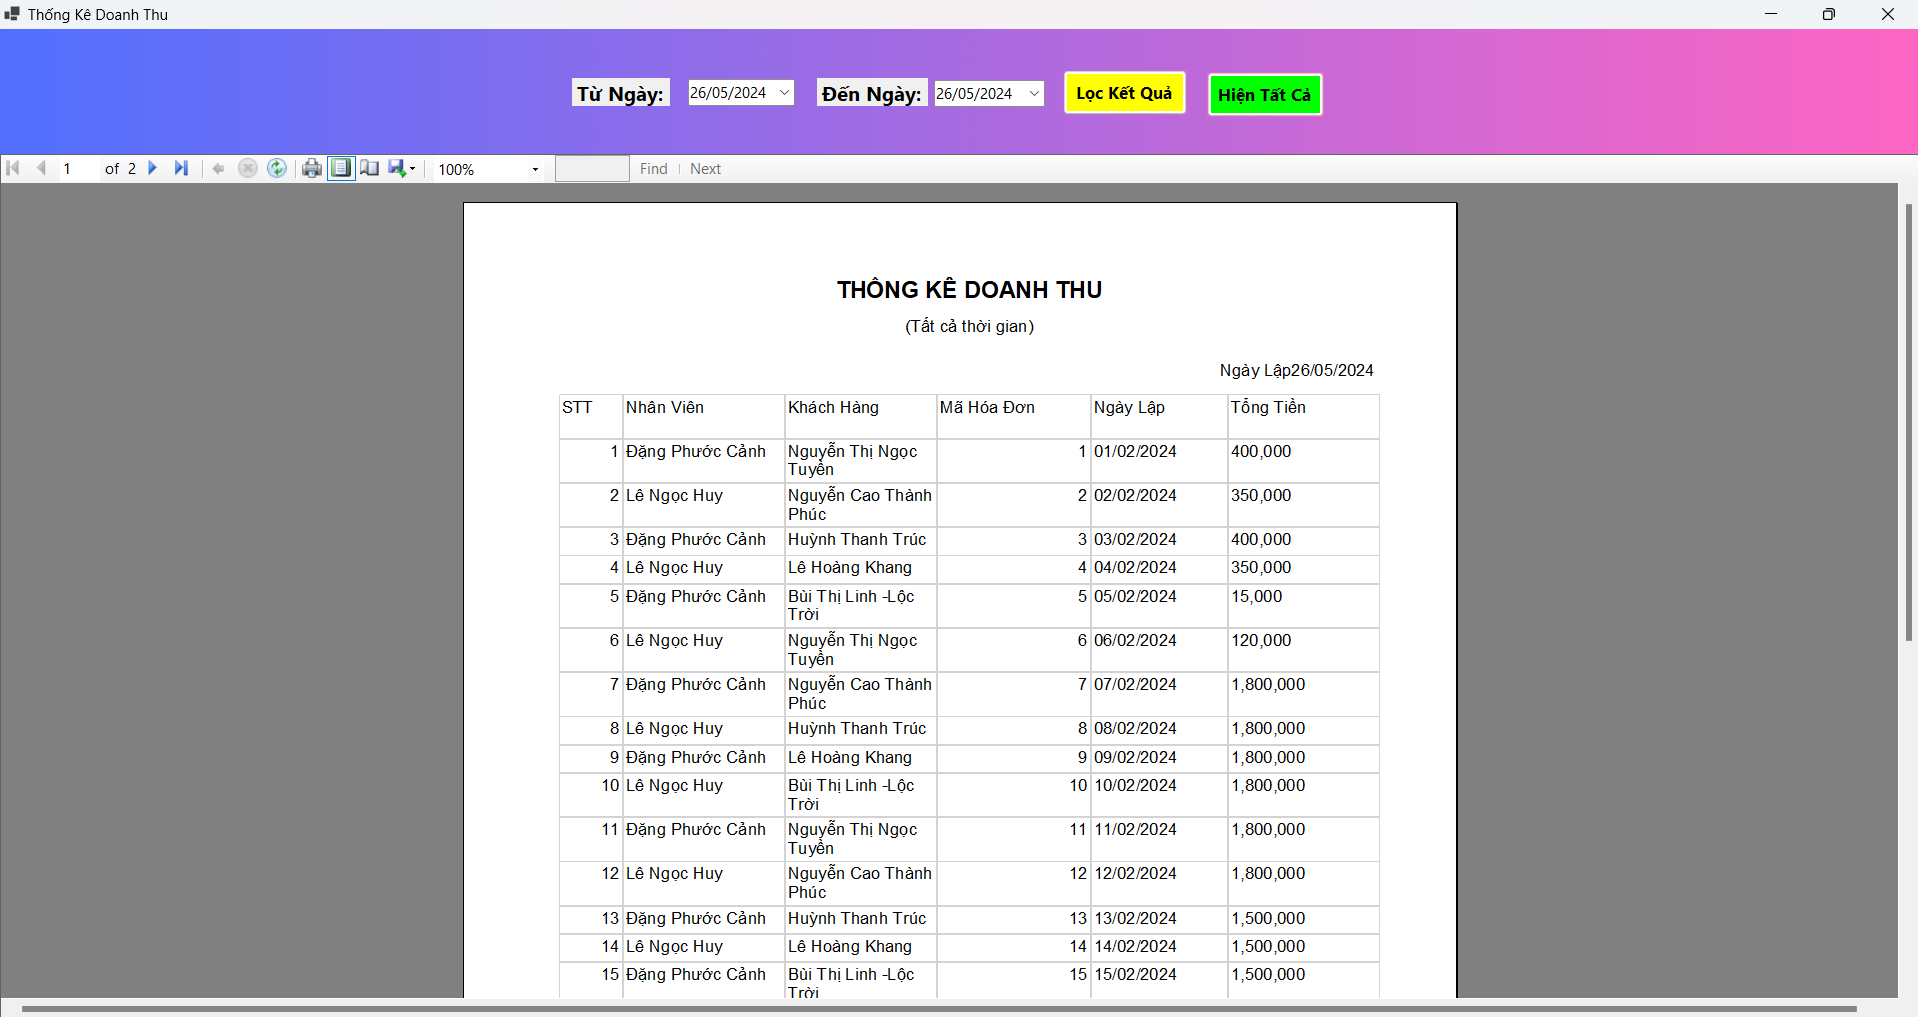 Thống Kê Doanh Thu
Từ Ngày: 26/05/2024 Đến Ngày: 26/05/2024 Lọc Kết Quả Hiện Tất Cả
1 of 2 100% Find Next
THÔNG KÊ DOANH THU
(Tất cả thời gian)
Ngày Lập26/05/2024
STT Nhân Viên Khách Hàng Mã Hóa Đơn Ngày Lập Tổng Tiền
1 Đặng Phước Cảnh Nguyễn Thị Ngọc 1 01/02/2024 400,000
Tuyền
2 Lê Ngọc Huy Nguyễn Cao Thành 2 02/02/2024 350,000
Phúc
3 Đặng Phước Cảnh Huỳnh Thanh Trúc 3 03/02/2024 400,000
4 Lê Ngọc Huy Lê Hoàng Khang 4 04/02/2024 350,000
5 Đặng Phước Cảnh Bùi Thị Linh -Lộc 5 05/02/2024 15,000
Trời
6 Lê Ngọc Huy Nguyễn Thị Ngọc 6 06/02/2024 120,000
Tuyền
7 Đặng Phước Cảnh Nguyễn Cao Thành 7 07/02/2024 1,800,000
Phúc
8 Lê Ngọc Huy Huỳnh Thanh Trúc 8 08/02/2024 1,800,000
9 Đặng Phước Cảnh Lê Hoàng Khang 9 09/02/2024 1,800,000
10 Lê Ngọc Huy Bùi Thị Linh -Lộc 10 10/02/2024 1,800,000
Trời
11 Đặng Phước Cảnh Nguyễn Thị Ngọc 11 11/02/2024 1,800,000
Tuyền
12 Lê Ngọc Huy Nguyễn Cao Thành 12 12/02/2024 1,800,000
Phúc
13 Đặng Phước Cảnh Huỳnh Thanh Trúc 13 13/02/2024 1,500,000
14 Lê Ngọc Huy Lê Hoàng Khang 14 14/02/2024 1,500,000
15 Đặng Phước Cảnh Bùi Thị Linh -Lộc 15 15/02/2024 1,500,000
Trời